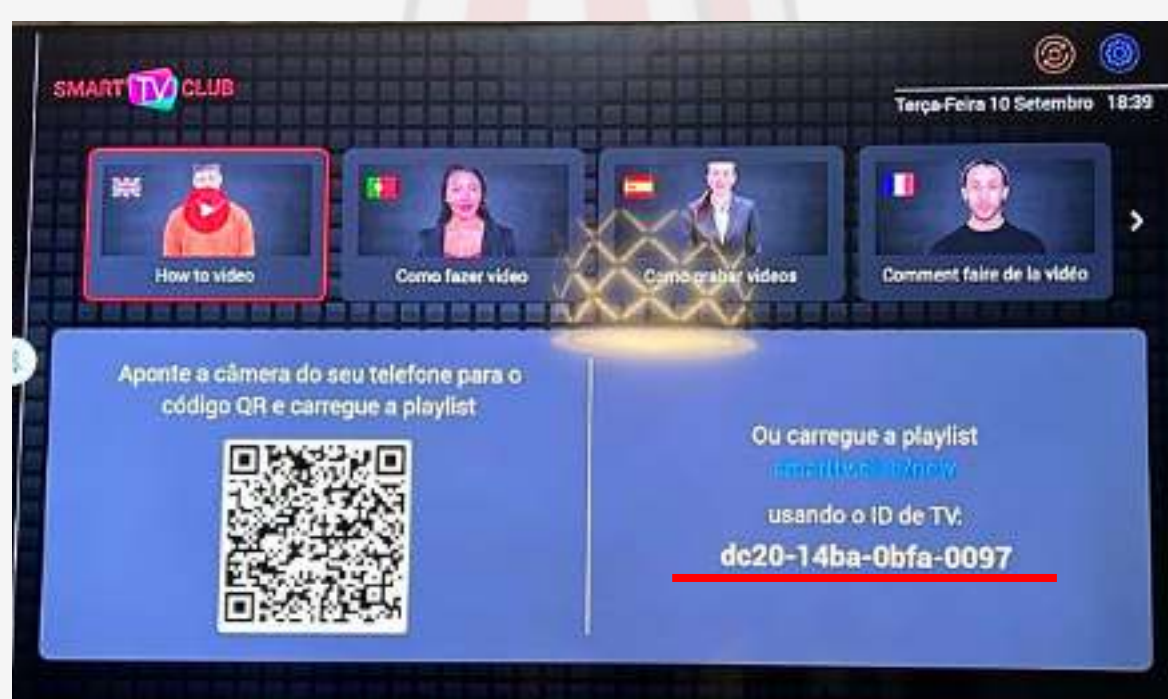 SMART TV CLUB
Terça-Feira 10 Setembro 18:39
How to video
Como fazer video
Como grabar videos
Comment faire de la vidéo
Aponte a câmera do seu telefone para o
código QR e carregue a playlist
Ou carregue a playlist
usando o ID de TV:
dc20-14ba-0bfa-0097